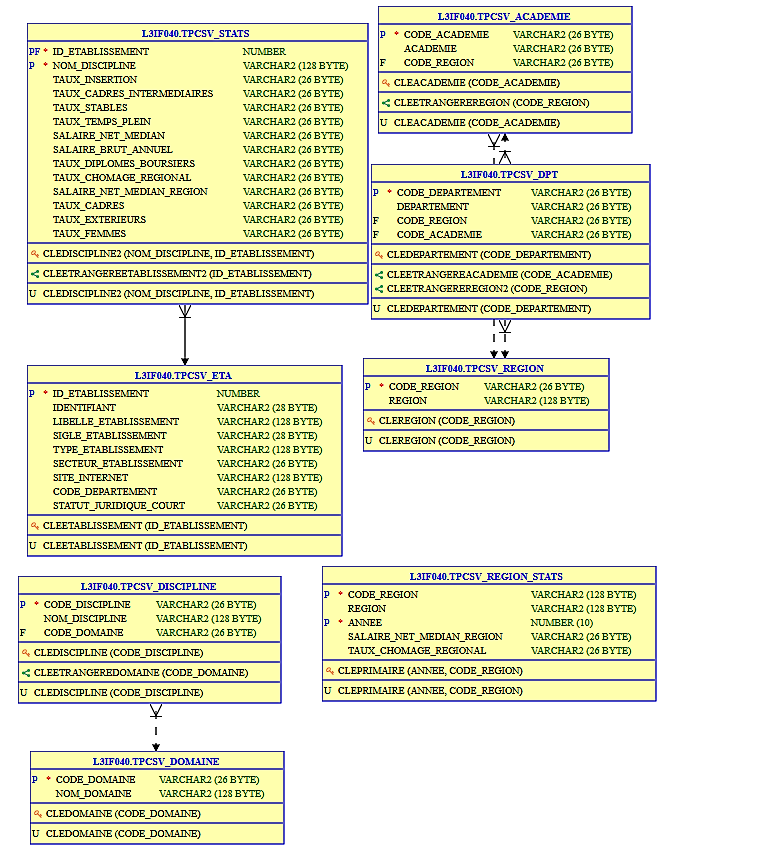 L3IF040.TPCSV_STATS
PF * ID_ETABLISSEMENT NUMBER
P * NOM_DISCIPLINE VARCHAR2 (128 BYTE)
TAUX_INSERTION VARCHAR2 (26 BYTE)
TAUX_CADRES_INTERMEDIAIRES VARCHAR2 (26 BYTE)
TAUX_STABLES VARCHAR2 (26 BYTE)
TAUX_TEMPS_PLEIN VARCHAR2 (26 BYTE)
SALAIRE_NET_MEDIAN VARCHAR2 (26 BYTE)
SALAIRE_BRUT_ANNUEL VARCHAR2 (26 BYTE)
TAUX_DIPLOMES_BOURSIERS VARCHAR2 (26 BYTE)
TAUX_CHOMAGE_REGIONAL VARCHAR2 (26 BYTE)
SALAIRE_NET_MEDIAN_REGION VARCHAR2 (26 BYTE)
TAUX_CADRES VARCHAR2 (26 BYTE)
TAUX_EXTERIEURS VARCHAR2 (26 BYTE)
TAUX_FEMMES VARCHAR2 (26 BYTE)
CLEDISCIPLINE2 (NOM_DISCIPLINE, ID_ETABLISSEMENT)
CLEETRANGEREETABLISSEMENT2 (ID_ETABLISSEMENT)
U CLEDISCIPLINE2 (NOM_DISCIPLINE, ID_ETABLISSEMENT)
L3IF040.TPCSV_ACADEMIE
P * CODE_ACADEMIE VARCHAR2 (26 BYTE)
ACADEMIE VARCHAR2 (26 BYTE)
F CODE_REGION VARCHAR2 (26 BYTE)
CLEACADEMIE (CODE_ACADEMIE)
CLEETRANGEREREGION (CODE_REGION)
U CLEACADEMIE (CODE_ACADEMIE)
L3IF040.TPCSV_DPT
P * CODE_DEPARTEMENT VARCHAR2 (26 BYTE)
DEPARTEMENT VARCHAR2 (26 BYTE)
F CODE_REGION VARCHAR2 (26 BYTE)
F CODE_ACADEMIE VARCHAR2 (26 BYTE)
CLEDEPARTEMENT (CODE_DEPARTEMENT)
CLEETRANGEREACADEMIE (CODE_ACADEMIE)
CLEETRANGEREREGION2 (CODE_REGION)
U CLEDEPARTEMENT (CODE_DEPARTEMENT)
L3IF040.TPCSV_ETA
P * ID_ETABLISSEMENT NUMBER
IDENTIFIANT VARCHAR2 (28 BYTE)
LIBELLE_ETABLISSEMENT VARCHAR2 (128 BYTE)
SIGLE_ETABLISSEMENT VARCHAR2 (28 BYTE)
TYPE_ETABLISSEMENT VARCHAR2 (128 BYTE)
SECTEUR_ETABLISSEMENT VARCHAR2 (26 BYTE)
SITE_INTERNET VARCHAR2 (128 BYTE)
CODE_DEPARTEMENT VARCHAR2 (26 BYTE)
STATUT_JURIDIQUE_COURT VARCHAR2 (26 BYTE)
CLEETABLISSEMENT (ID_ETABLISSEMENT)
U CLEETABLISSEMENT (ID_ETABLISSEMENT)
L3IF040.TPCSV_REGION
P * CODE_REGION VARCHAR2 (26 BYTE)
REGION VARCHAR2 (128 BYTE)
CLEREGION (CODE_REGION)
U CLEREGION (CODE_REGION)
L3IF040.TPCSV_DISCIPLINE
P * CODE_DISCIPLINE VARCHAR2 (26 BYTE)
NOM_DISCIPLINE VARCHAR2 (128 BYTE)
F CODE_DOMAINE VARCHAR2 (26 BYTE)
CLEDISCIPLINE (CODE_DISCIPLINE)
CLEETRANGEREDOMAINE (CODE_DOMAINE)
U CLEDISCIPLINE (CODE_DISCIPLINE)
L3IF040.TPCSV_REGION_STATS
P * CODE_REGION VARCHAR2 (128 BYTE)
REGION VARCHAR2 (128 BYTE)
P * ANNEE NUMBER (10)
SALAIRE_NET_MEDIAN_REGION VARCHAR2 (26 BYTE)
TAUX_CHOMAGE_REGIONAL VARCHAR2 (26 BYTE)
CLEPRIMAIRE (ANNEE, CODE_REGION)
U CLEPRIMAIRE (ANNEE, CODE_REGION)
L3IF040.TPCSV_DOMAINE
P * CODE_DOMAINE VARCHAR2 (26 BYTE)
NOM_DOMAINE VARCHAR2 (128 BYTE)
CLEDOMAINE (CODE_DOMAINE)
U CLEDOMAINE (CODE_DOMAINE)